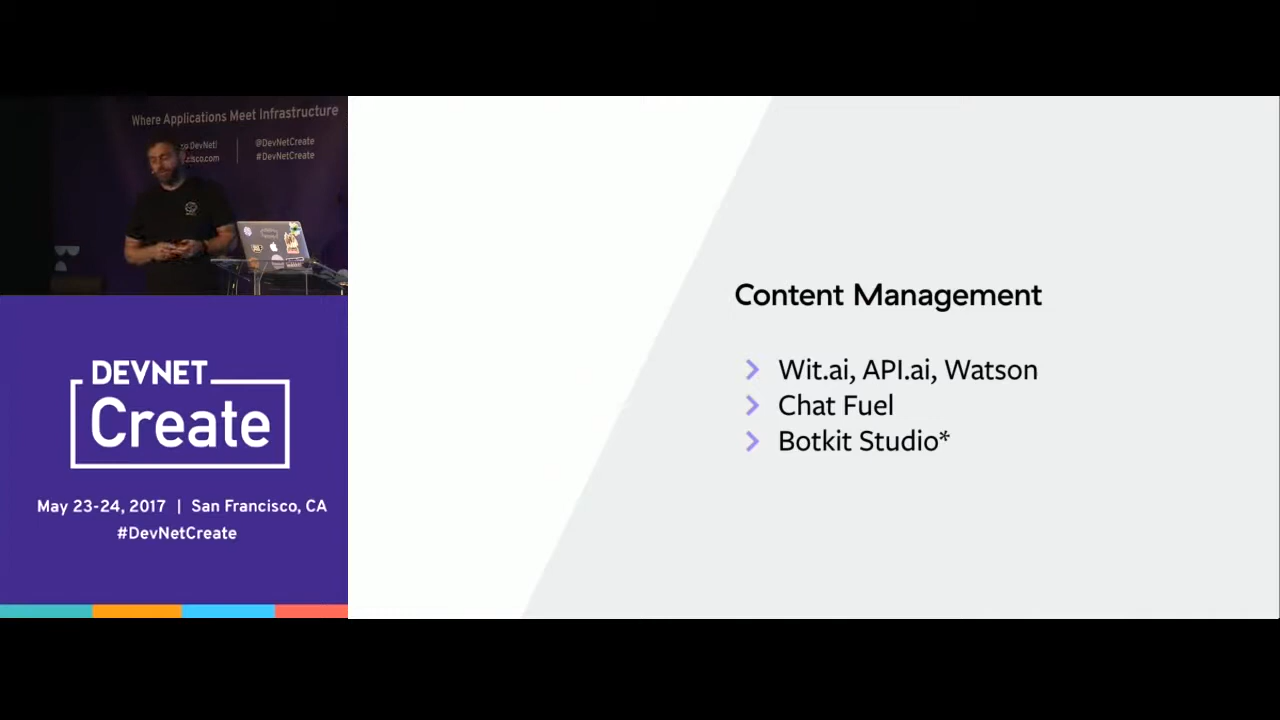 Where Applications Meet Infrastructure
@DevNetCreate
#DevNetCreate
DEVNET
Create
May 23-24, 2017 | San Francisco, CA
#DevNetCreate
Content Management
Wit.ai, API.ai, Watson
Chat Fuel
Botkit Studio*